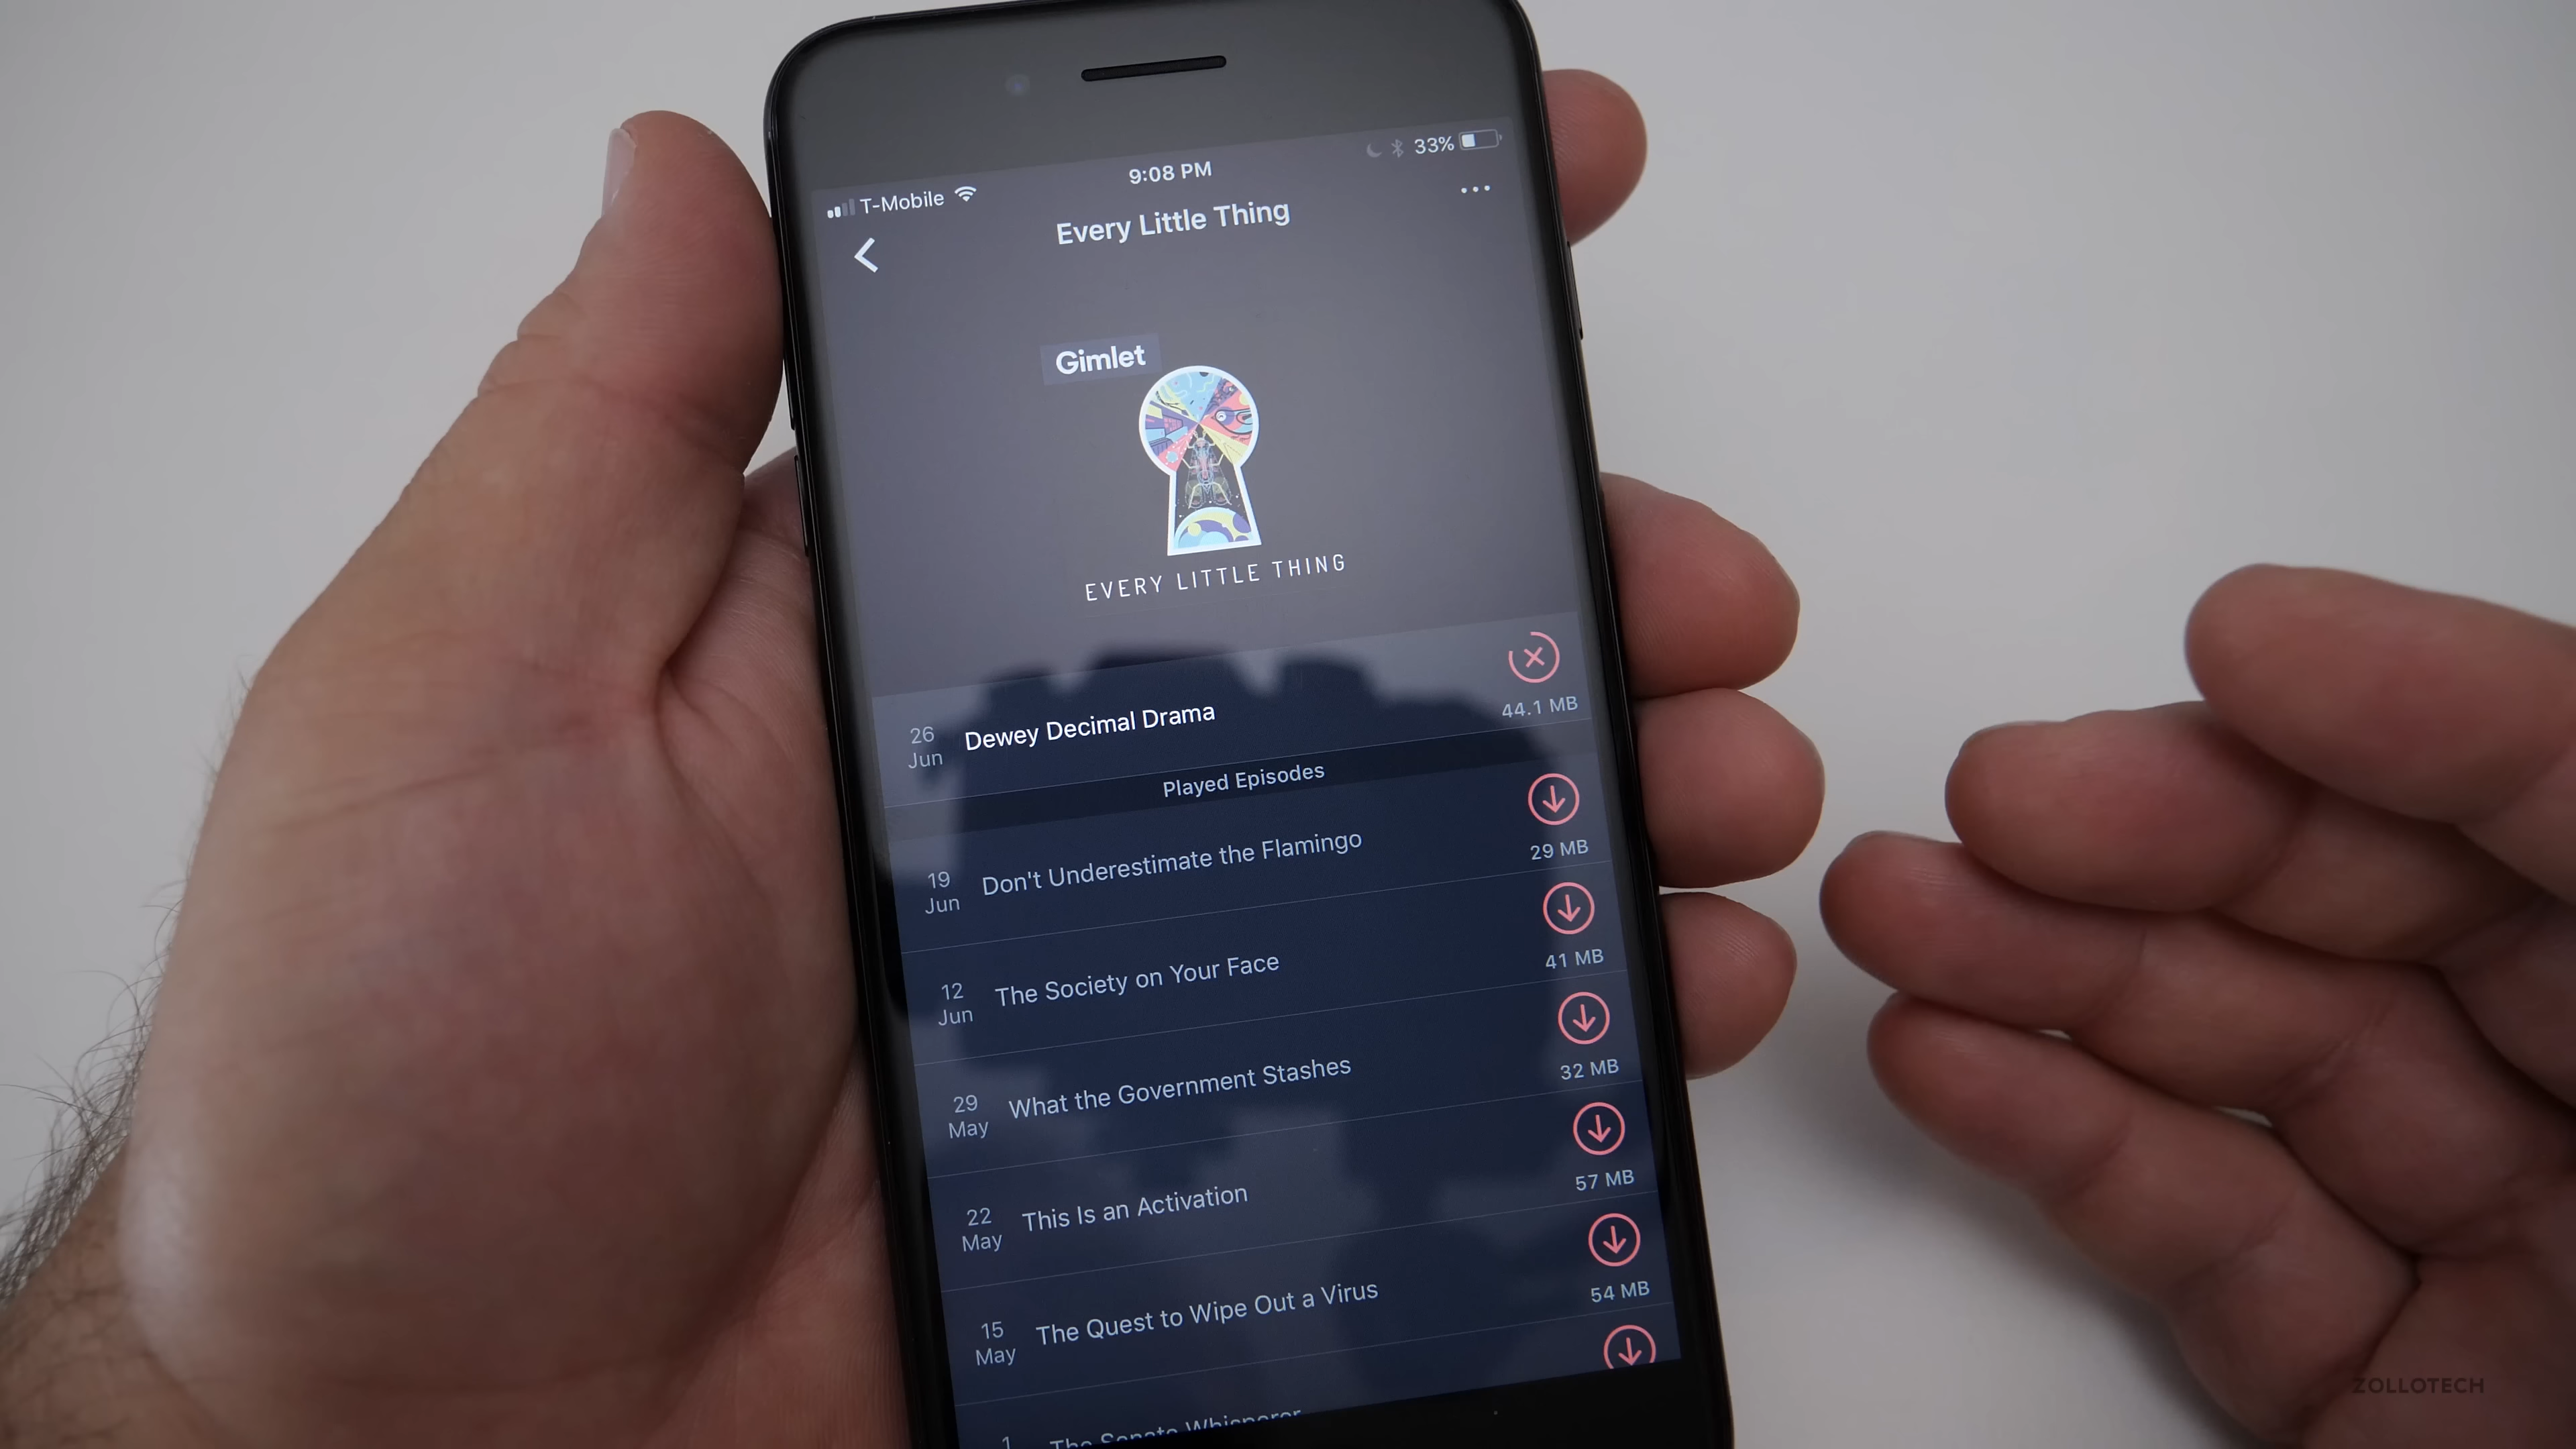 T-Mobile
9:08 PM
33%
Every Little Thing
Gimlet
EVERY LITTLE THING
26
Jun
Dewey Decimal Drama
44.1 MB
Played Episodes
19
Jun
Don't Underestimate the Flamingo
29 MB
12
Jun
The Society on Your Face
41 MB
29
May
What the Government Stashes
32 MB
22
May
This Is an Activation
57 MB
15
May
The Quest to Wipe Out a Virus
54 MB
1
The Senate Whisperer
ZOLLOTECH